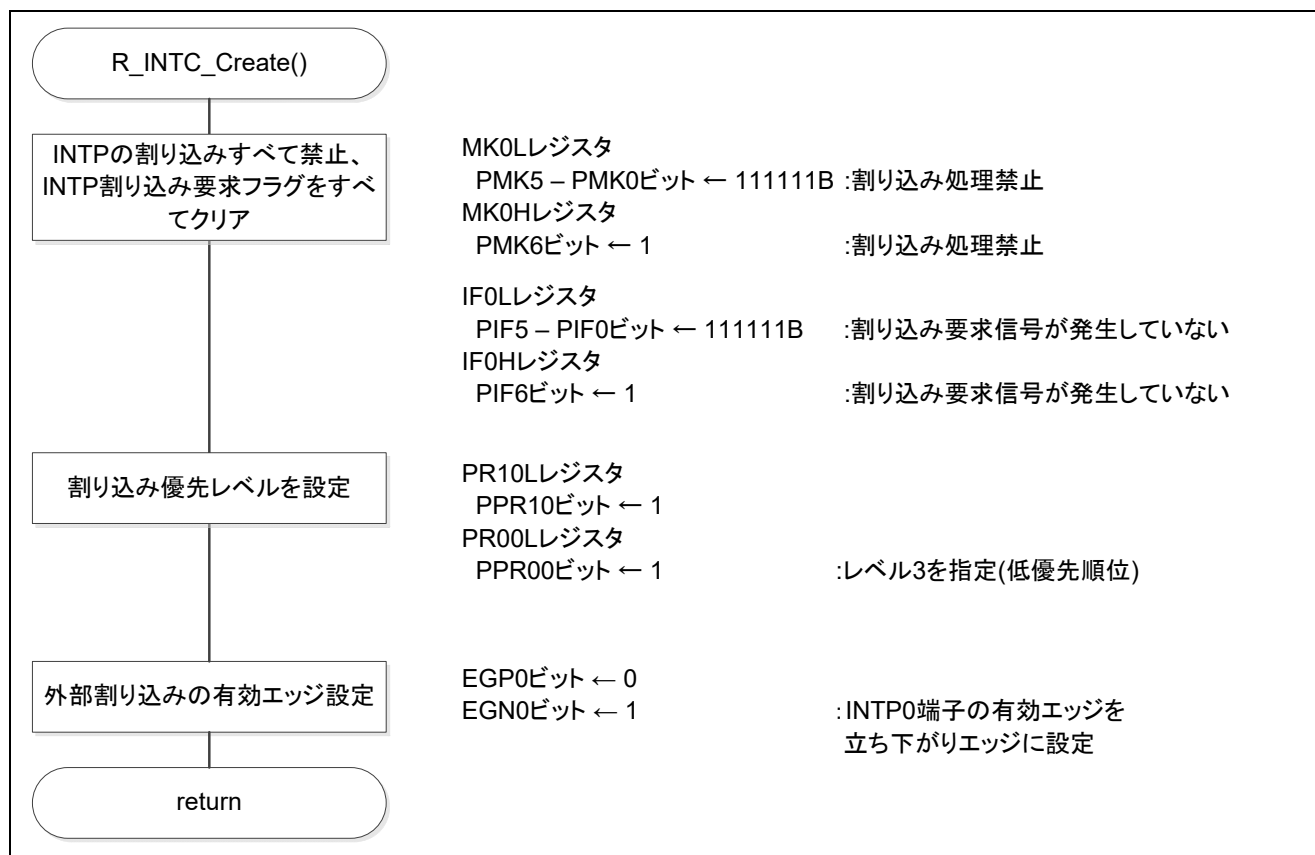 R_INTC_Create()
INTPの割り込みすべて禁止、
INTP割り込み要求フラグをすべ
てクリア
MK0Lレジスタ
PMK5 – PMK0ビット ← 111111B :割り込み処理禁止
MK0Hレジスタ
PMK6ビット ← 1 :割り込み処理禁止
IF0Lレジスタ
PIF5 – PIF0ビット ← 111111B :割り込み要求信号が発生していない
IF0Hレジスタ
PIF6ビット ← 1 :割り込み要求信号が発生していない
割り込み優先レベルを設定
PR10Lレジスタ
PPR10ビット ← 1
PR00Lレジスタ
PPR00ビット ← 1 :レベル3を指定(低優先順位)
外部割り込みの有効エッジ設定
EGP0ビット ← 0
EGN0ビット ← 1 :INTP0端子の有効エッジを
立ち下がりエッジに設定
return